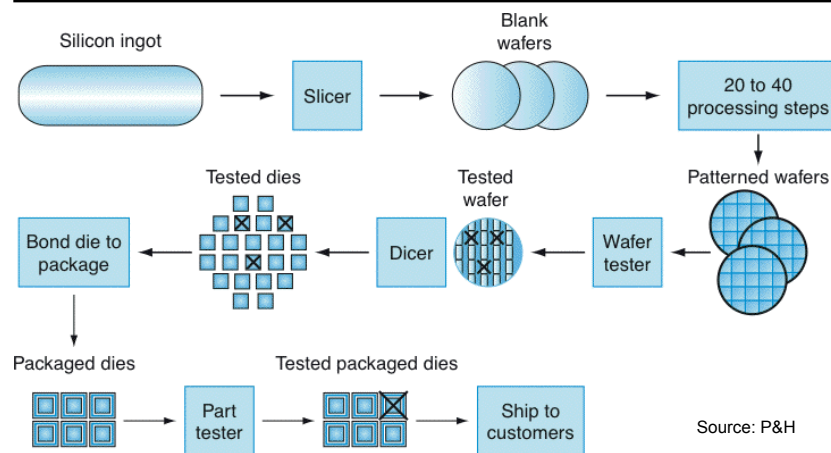 Silicon ingot
Slicer
Blank
wafers
20 to 40
processing steps
Tested dies
Tested
wafer
Patterned wafers
Bond die to
package
Dicer
Wafer
tester
Packaged dies
Tested packaged dies
Part
tester
Ship to
customers
Source: P&H